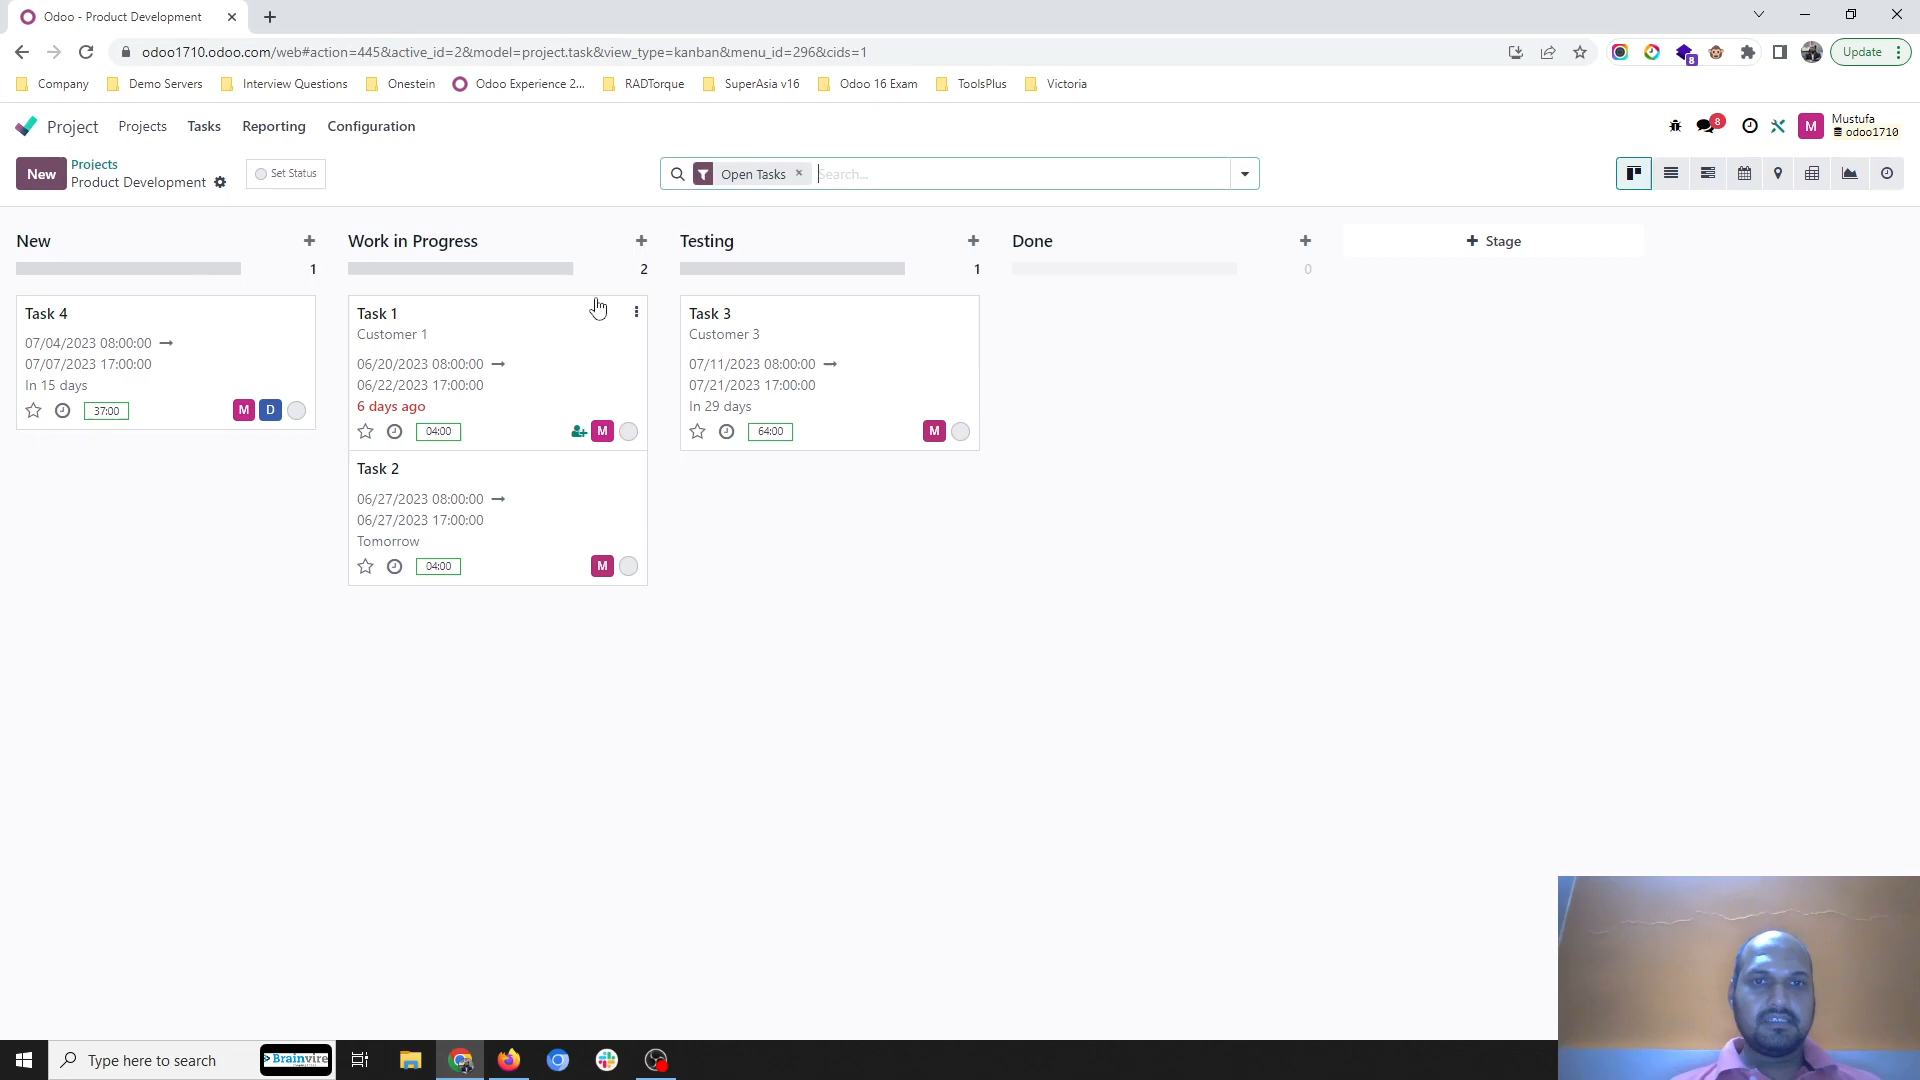 Odoo - Product Development
odoo1710.odoo.com/web#action=445&active_id=2&model=project.task&view_type=kanban&menu_id=296&cids=1
8
Update
Company
Demo Servers
Interview Questions
Onestein
Odoo Experience 2...
RADTorque
SuperAsia v16
Odoo 16 Exam
ToolsPlus
Victoria
Project
Projects
Tasks
Reporting
Configuration
8
M
Mustufa
odoo1710
New
Projects
Product Development
Set Status
Open Tasks
Search...
New
Work in Progress
Testing
Done
Stage
1
2
1
0
Task 4
07/04/2023 08:00:00
07/07/2023 17:00:00
In 15 days
37:00
M
D
Task 1
Customer 1
06/20/2023 08:00:00
06/22/2023 17:00:00
6 days ago
04:00
M
Task 2
06/27/2023 08:00:00
06/27/2023 17:00:00
Tomorrow
04:00
M
Task 3
Customer 3
07/11/2023 08:00:00
07/21/2023 17:00:00
In 29 days
64:00
M
Type here to search
Brainvire